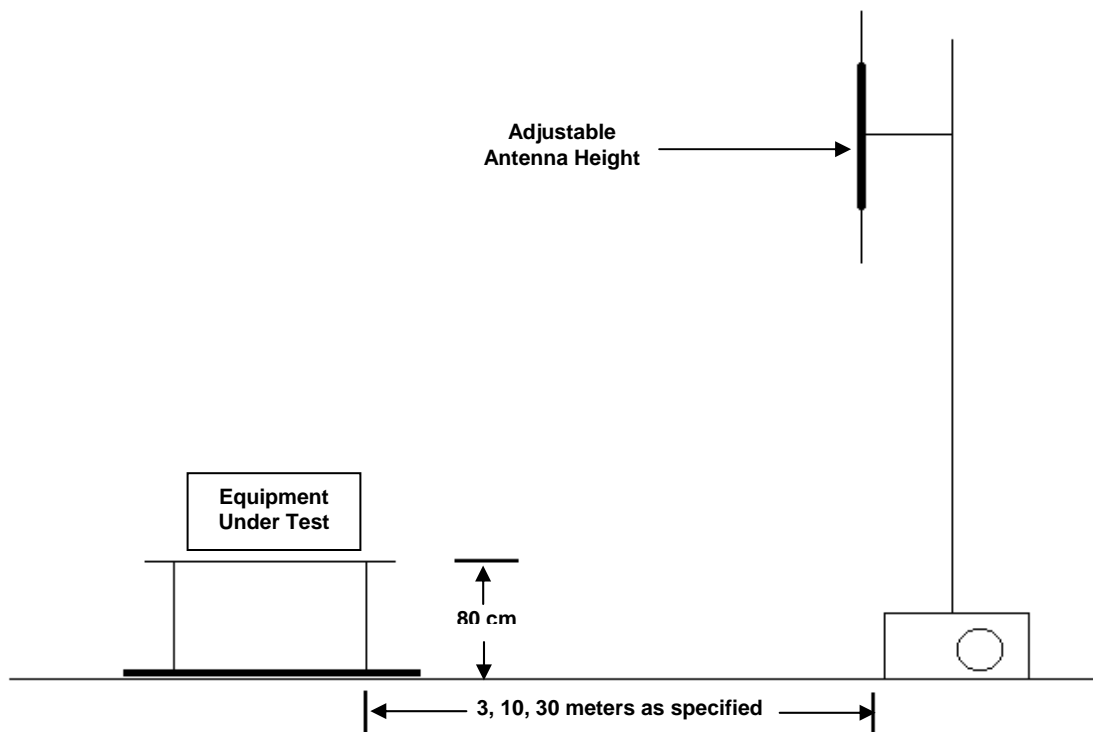 Adjustable
Antenna Height
Equipment
Under Test
80 cm
3, 10, 30 meters as specified